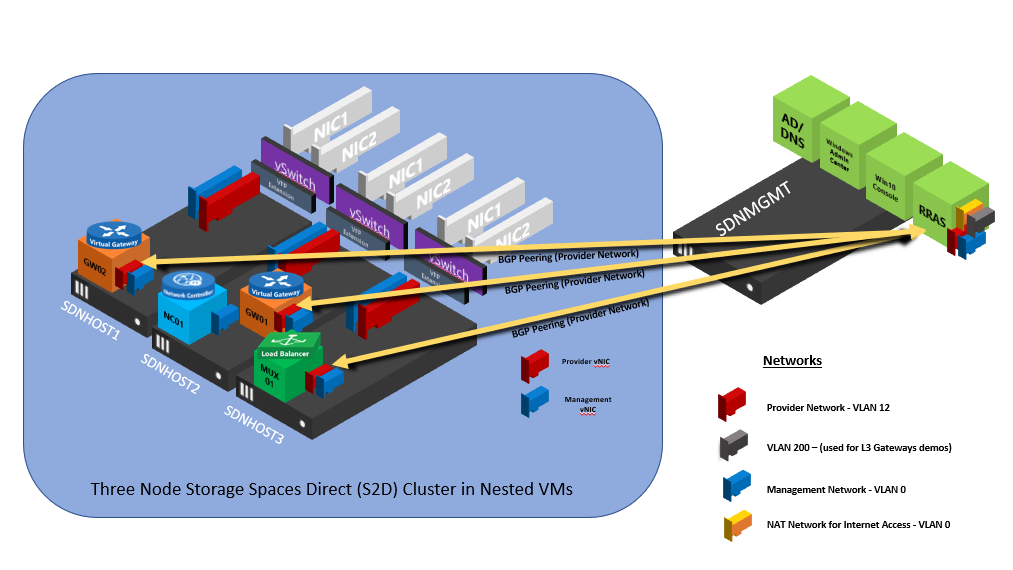 NIC1
NIC2
vSwitch
VFP
Extension
NIC1
NIC2
vSwitch
VFP
Extension
NIC1
NIC2
vSwitch
VFP
Extension
AD/
DNS
Windows
Admin
Center
Win10
Console
RRAS
SDNMGMT
Virtual Gateway
GW02
SDNHOST1
Network Controller
NC01
SDNHOST2
Virtual Gateway
GW01
Load Balancer
MUX
01
SDNHOST3
BGP Peering (Provider Network)
BGP Peering (Provider Network)
BGP Peering (Provider Network)
Provider vNIC
Management
vNIC
Three Node Storage Spaces Direct (S2D) Cluster in Nested VMs
Networks
Provider Network - VLAN 12
VLAN 200 – (used for L3 Gateways demos)
Management Network - VLAN 0
NAT Network for Internet Access - VLAN 0